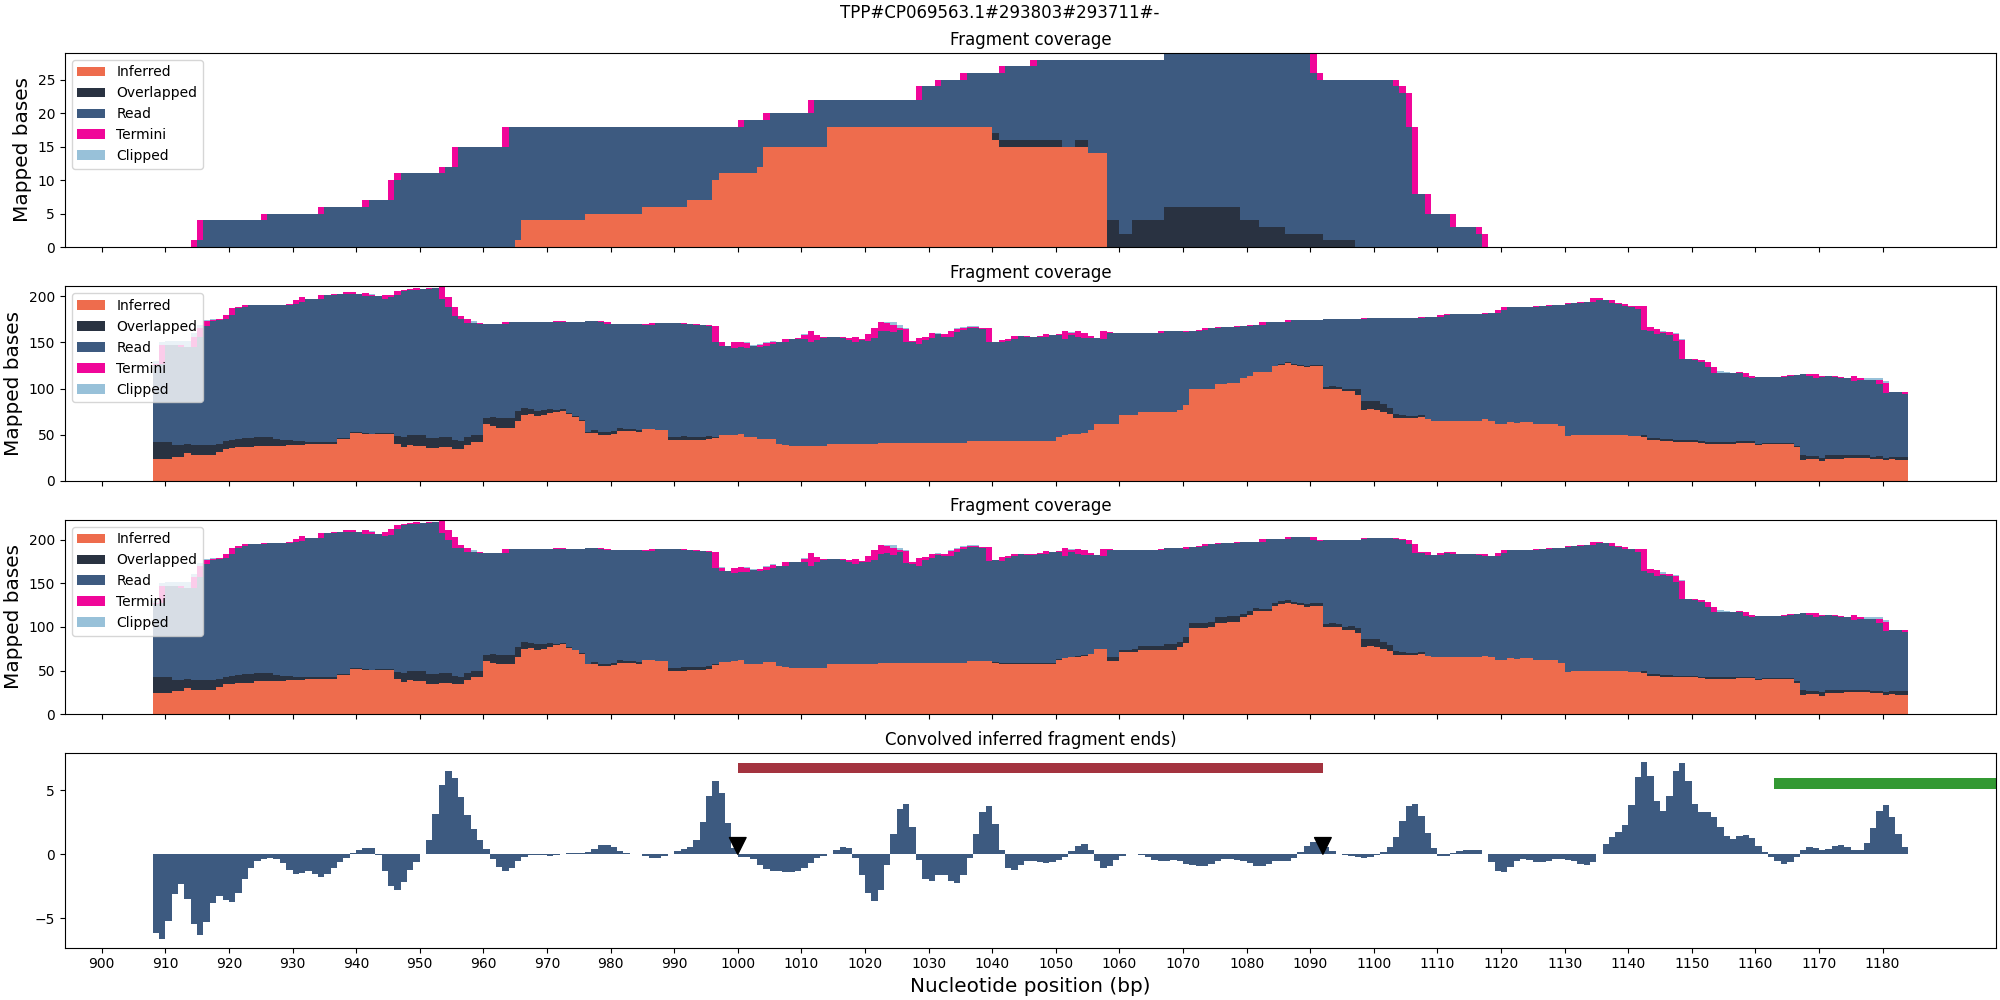 TPP#CP069563.1#293803#293711#-
Fragment coverage
Mapped bases
25
20
15
10
5
0
Inferred
Overlapped
Read
Termini
Clipped
Fragment coverage
Mapped bases
200
150
100
50
0
Inferred
Overlapped
Read
Termini
Clipped
Fragment coverage
Mapped bases
200
150
100
50
0
Inferred
Overlapped
Read
Termini
Clipped
Convolved inferred fragment ends)
5
0
−5
900 910 920 930 940 950 960 970 980 990 1000 1010 1020 1030 1040 1050 1060 1070 1080 1090 1100 1110 1120 1130 1140 1150 1160 1170 1180
Nucleotide position (bp)